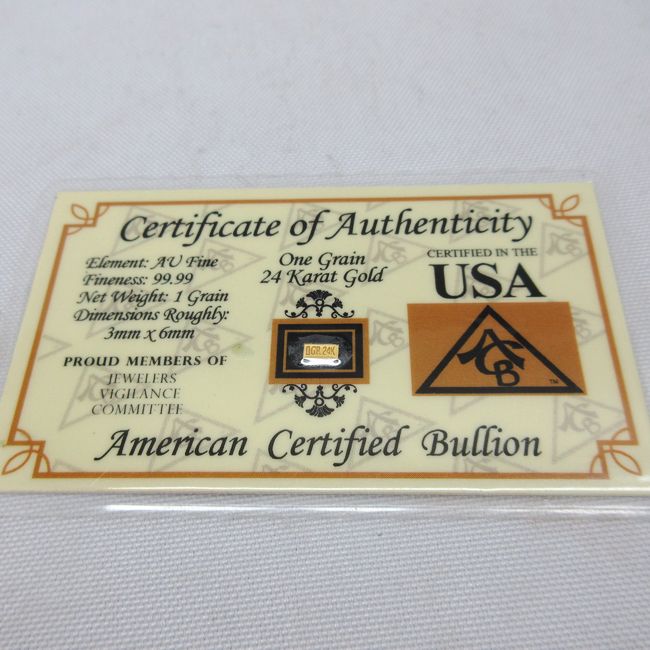 Certificate of Authenticity
Element: AU Fine
Fineness: 99.99
Net Weight: 1 Grain
Dimensions Roughly:
3mm x 6mm
PROUD MEMBERS OF
JEWELERS
VIGILANCE
COMMITTEE
One Grain
24 Karat Gold
1GR. 24K
CERTIFIED IN THE
USA
ACB
TM
American Certified Bullion